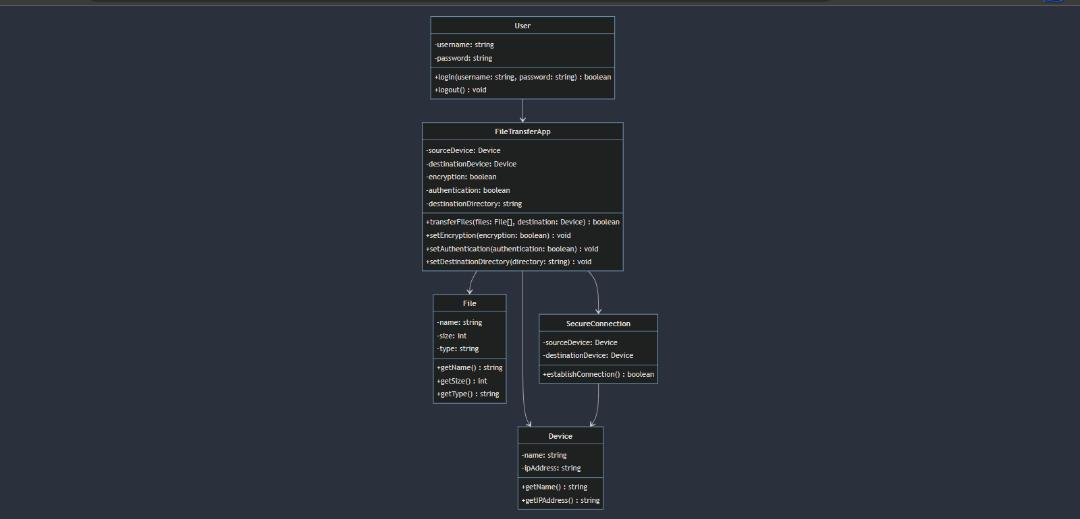 User
-username: string
-password: string
+login(username: string, password: string) : boolean
+logout() : void
FileTransferApp
-sourceDevice: Device
-destinationDevice: Device
-encryption: boolean
-authentication: boolean
-destinationDirectory: string
+transferFiles(files: File[], destination: Device) : boolean
+setEncryption(encryption: boolean) : void
+setAuthentication(authentication: boolean) : void
+setDestinationDirectory(directory: string) : void
File
-name: string
-size: int
-type: string
+getName() : string
+getSize() : int
+getType() : string
SecureConnection
-sourceDevice: Device
-destinationDevice: Device
+establishConnection() : boolean
Device
-name: string
-ipAddress: string
+getName() : string
+getIPAddress() : string